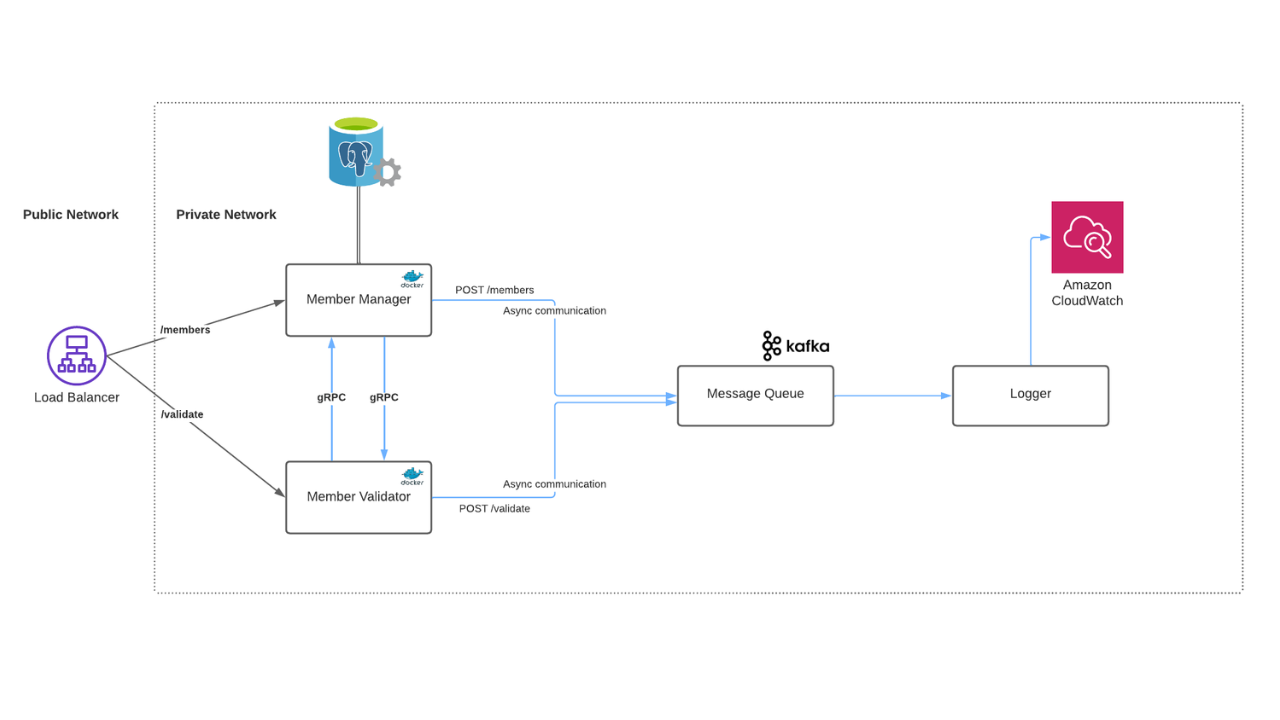 Public Network
Private Network
docker
Member Manager
POST /members
Async communication
/members
kafka
Amazon
CloudWatch
Load Balancer
gRPC
gRPC
Message Queue
Logger
/validate
docker
Member Validator
Async communication
POST /validate